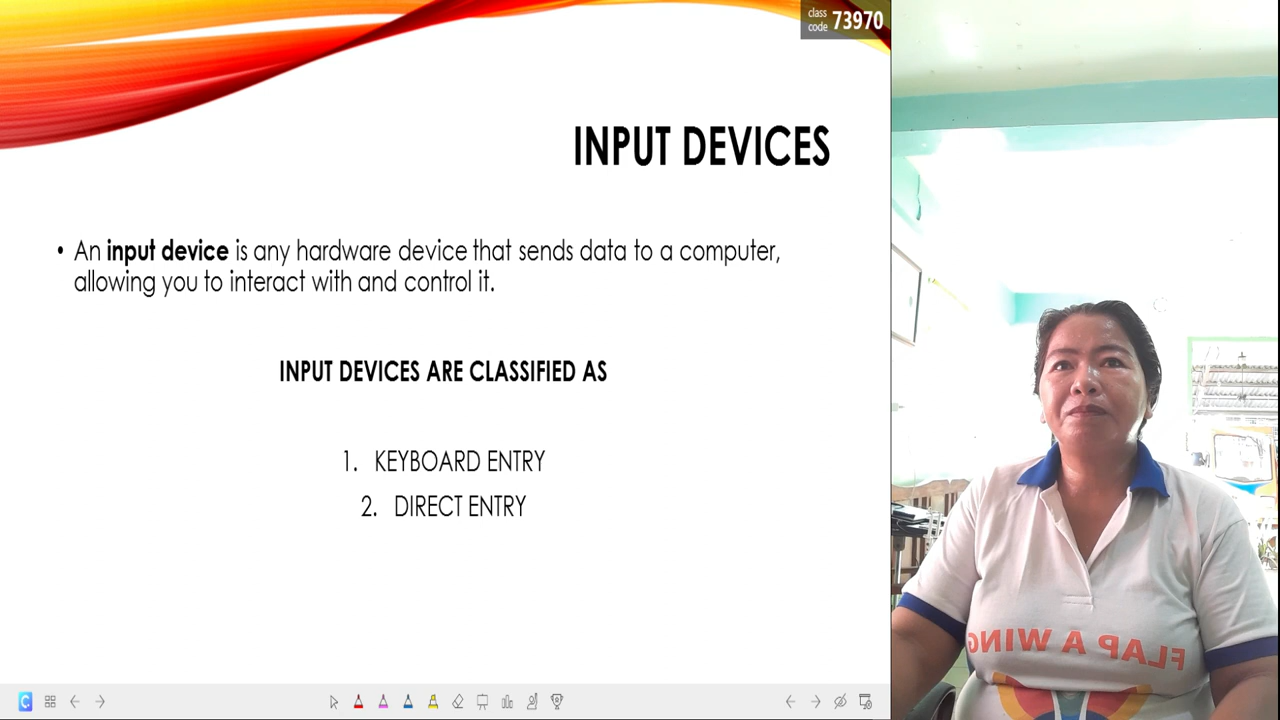 class
code 73970
INPUT DEVICES
• An input device is any hardware device that sends data to a computer,
allowing you to interact with and control it.
INPUT DEVICES ARE CLASSIFIED AS
1. KEYBOARD ENTRY
2. DIRECT ENTRY
FLAP A WING